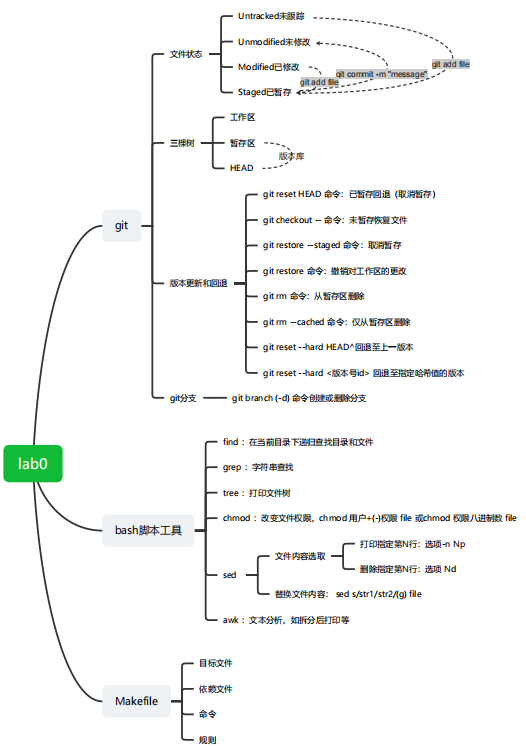 Untracked未跟踪
Unmodified未修改
文件状态
Modified已修改
git add file
git commit -m "message"
git add file
Staged已暂存
工作区
三棵树
暂存区
版本库
HEAD
git
git reset HEAD 命令：已暂存回退（取消暂存）
git checkout -- 命令：未暂存恢复文件
git restore --staged 命令：取消暂存
git restore 命令：撤销对工作区的更改
版本更新和回退
git rm 命令：从暂存区删除
git rm --cached 命令：仅从暂存区删除
git reset --hard HEAD^回退至上一版本
git reset --hard <版本号id> 回退至指定哈希值的版本
git分支
git branch (-d) 命令创建或删除分支
lab0
find ：在当前目录下递归查找目录和文件
grep ：字符串查找
tree ：打印文件树
chmod ：改变文件权限，chmod 用户+(-)权限 file 或chmod 权限八进制数 file
bash脚本工具
文件内容选取
打印指定第N行：选项-n Np
删除指定第N行：选项 Nd
sed
替换文件内容： sed s/str1/str2/(g) file
awk ：文本分析，如拆分后打印等
目标文件
依赖文件
Makefile
命令
规则